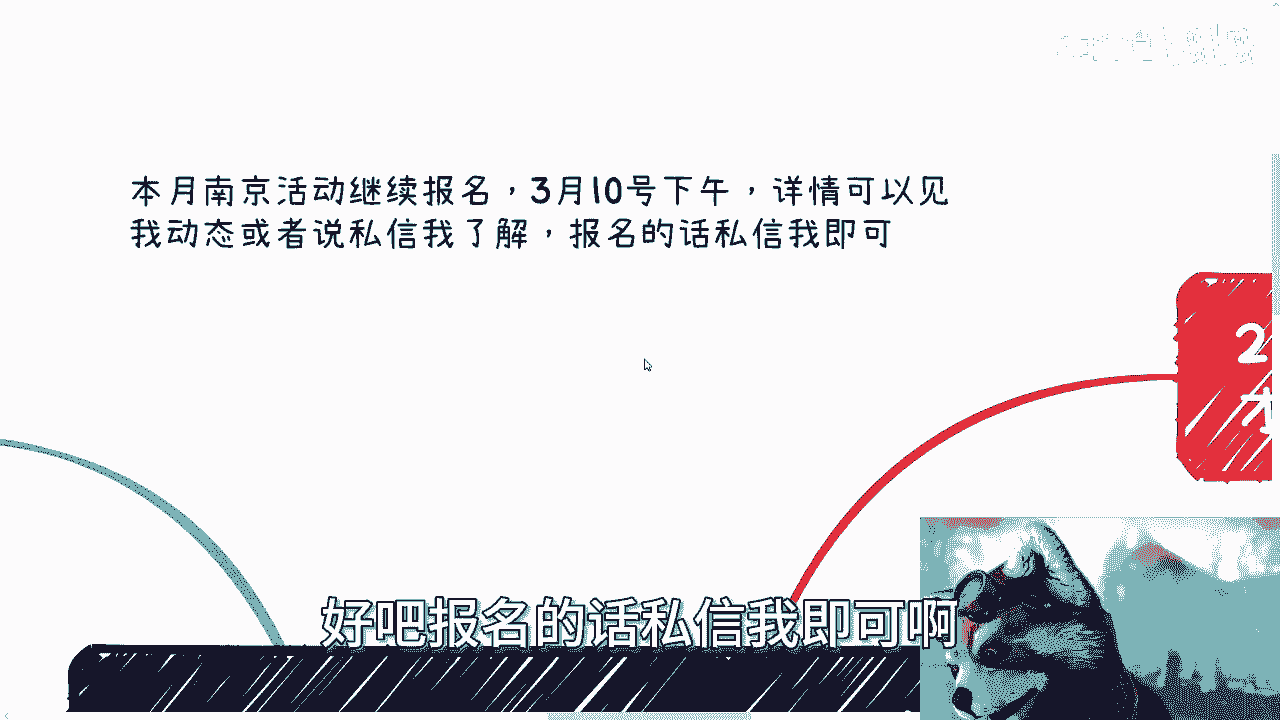 本月南京活动继续报名，3月10号下午，详情可以见
我动态或者说私信我了解，报名的话私信我即可
2
好吧报名的话私信我即可啊